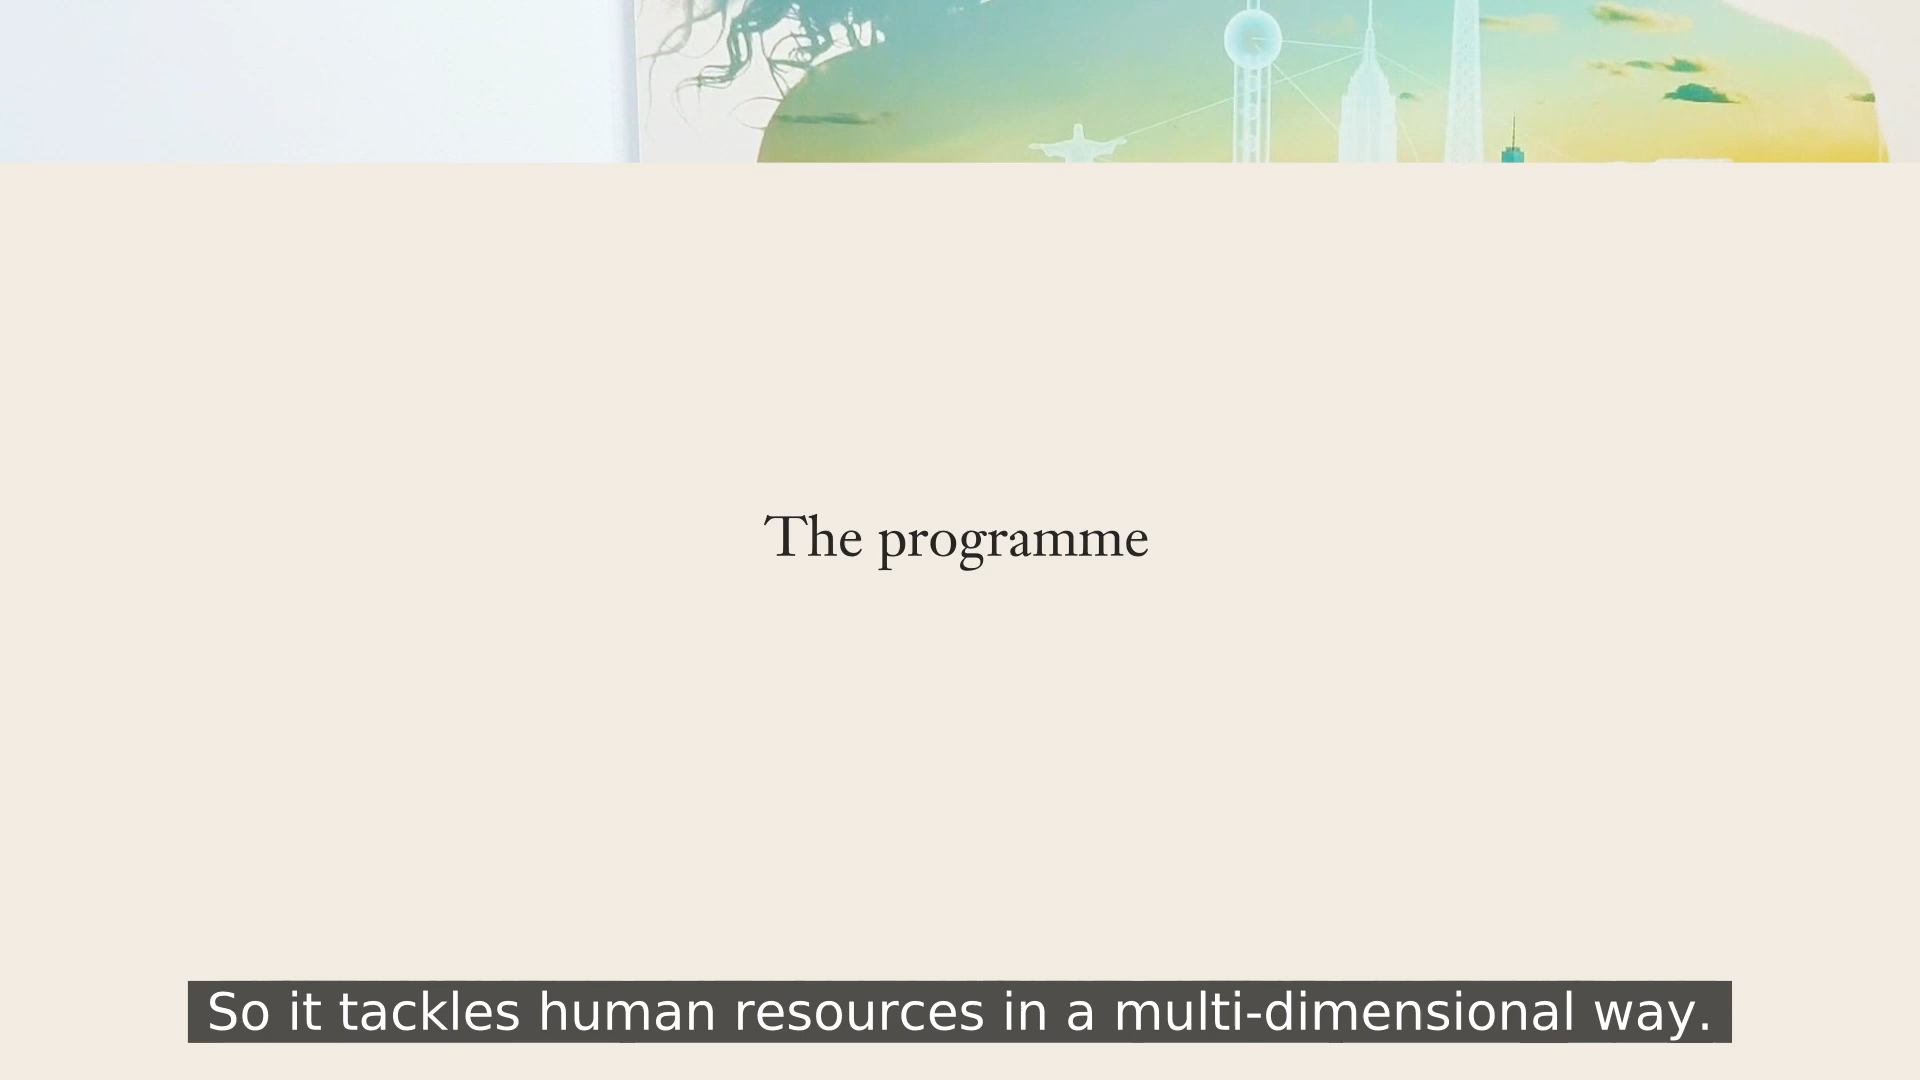 The programme
So it tackles human resources in a multi-dimensional way.